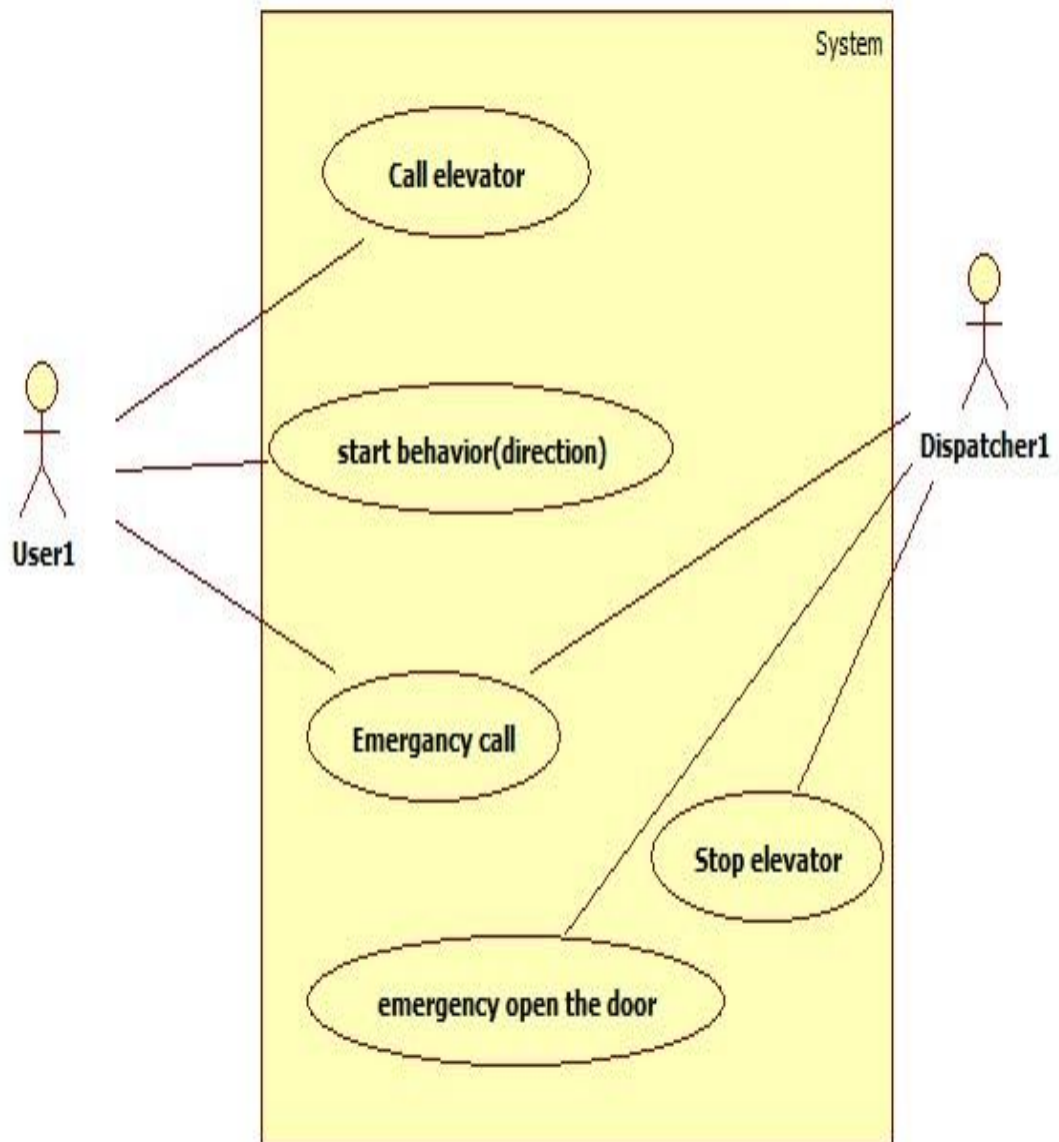 System
Call elevator
start behavior(direction)
Dispatcher1
User1
Emergancy call
Stop elevator
emergency open the door